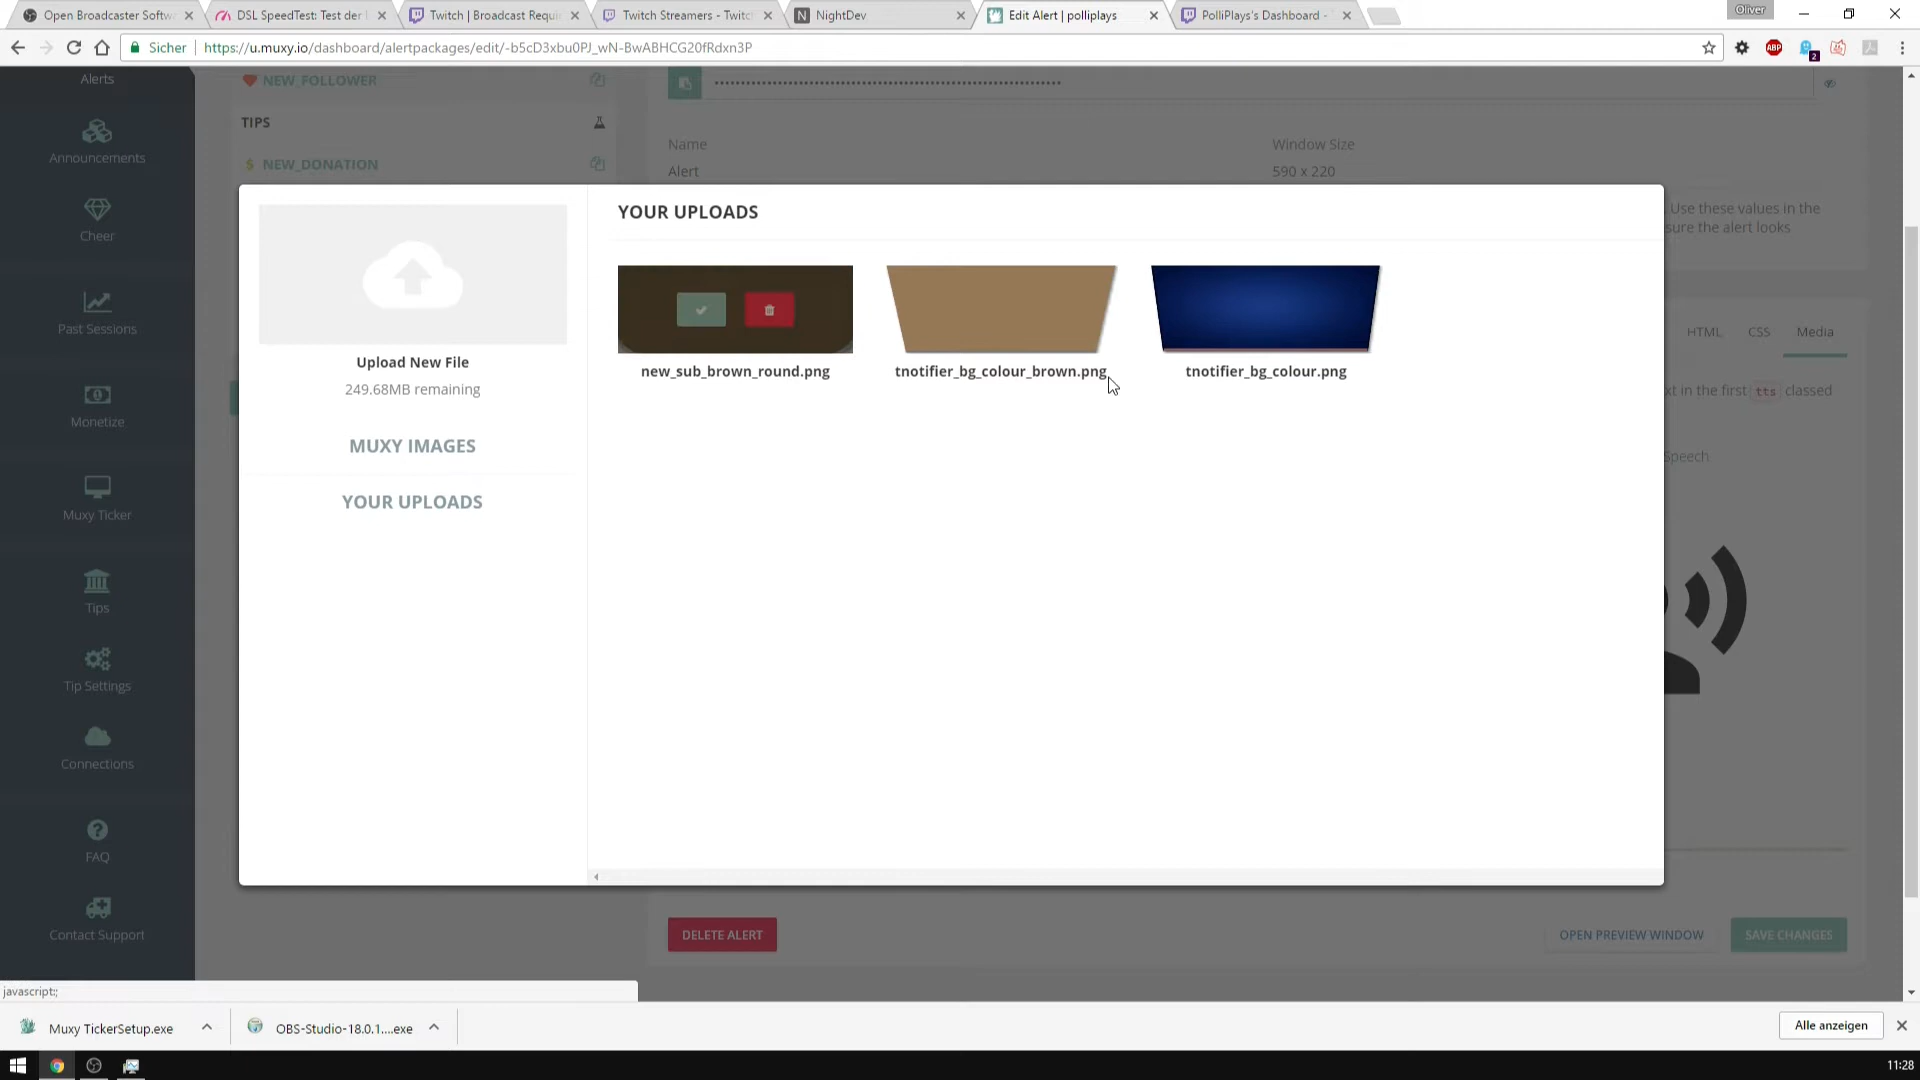 Open Broadcaster Softw
DSL SpeedTest: Test der
Twitch | Broadcast Requi
Twitch Streamers - Twitc
NightDev
Edit Alert | polliplays
PolliPlays's Dashboard -
Oliver
Sicher
https://u.muxy.io/dashboard/alertpackages/edit/-b5cD3xbu0PJ_wN-BwABHCG20fRdxn3P
ABP
2
Alerts
Announcements
Cheer
Past Sessions
Monetize
Muxy Ticker
Tips
Tip Settings
Connections
FAQ
Contact Support
NEW_FOLLOWER
TIPS
$ NEW_DONATION
Name
Alert
Window Size
590 x 220
Use these values in the
sure the alert looks
HTML CSS Media
xt in the first tts classed
Speech
Upload New File
249.68MB remaining
MUXY IMAGES
YOUR UPLOADS
YOUR UPLOADS
new_sub_brown_round.png
tnotifier_bg_colour_brown.png
tnotifier_bg_colour.png
DELETE ALERT
OPEN PREVIEW WINDOW
SAVE CHANGES
javascript:;
Muxy TickerSetup.exe
OBS-Studio-18.0.1....exe
Alle anzeigen
11:28